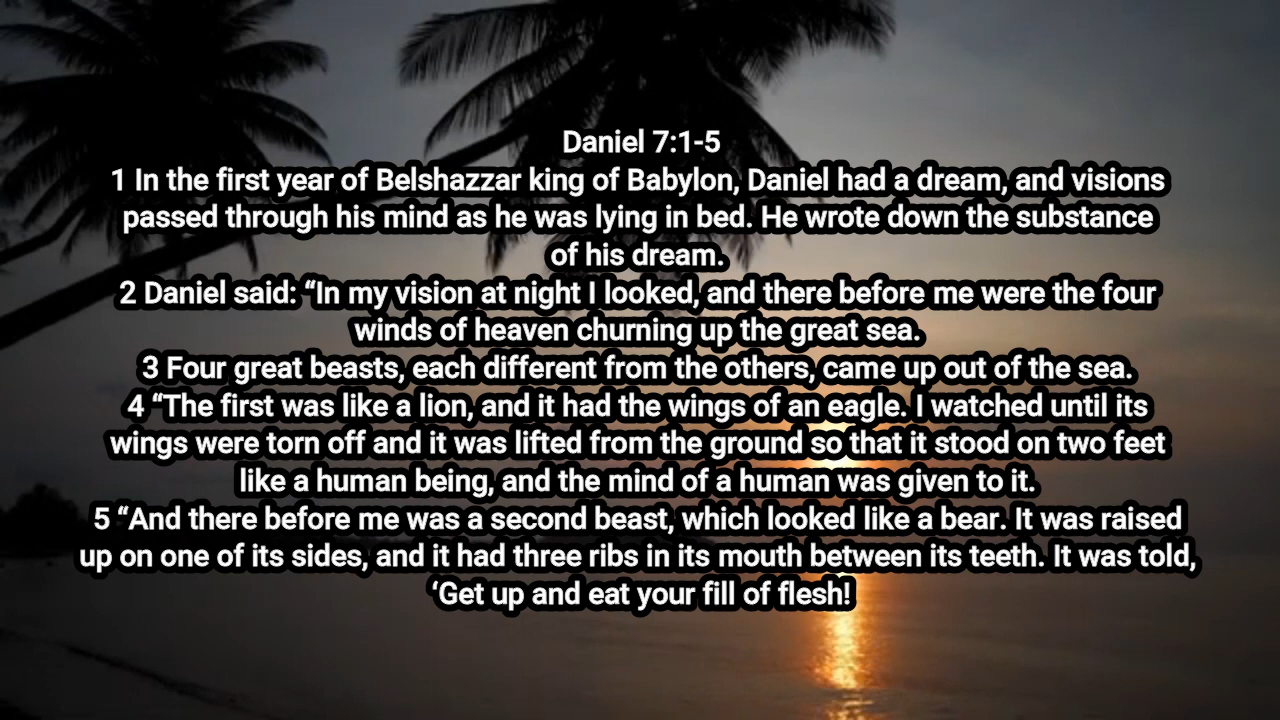 Daniel 7:1-5
1 In the first year of Belshazzar king of Babylon, Daniel had a dream, and visions
passed through his mind as he was lying in bed. He wrote down the substance
of his dream.
2 Daniel said: “In my vision at night I looked, and there before me were the four
winds of heaven churning up the great sea.
3 Four great beasts, each different from the others, came up out of the sea.
4 “The first was like a lion, and it had the wings of an eagle. I watched until its
wings were torn off and it was lifted from the ground so that it stood on two feet
like a human being, and the mind of a human was given to it.
5 “And there before me was a second beast, which looked like a bear. It was raised
up on one of its sides, and it had three ribs in its mouth between its teeth. It was told,
‘Get up and eat your fill of flesh!